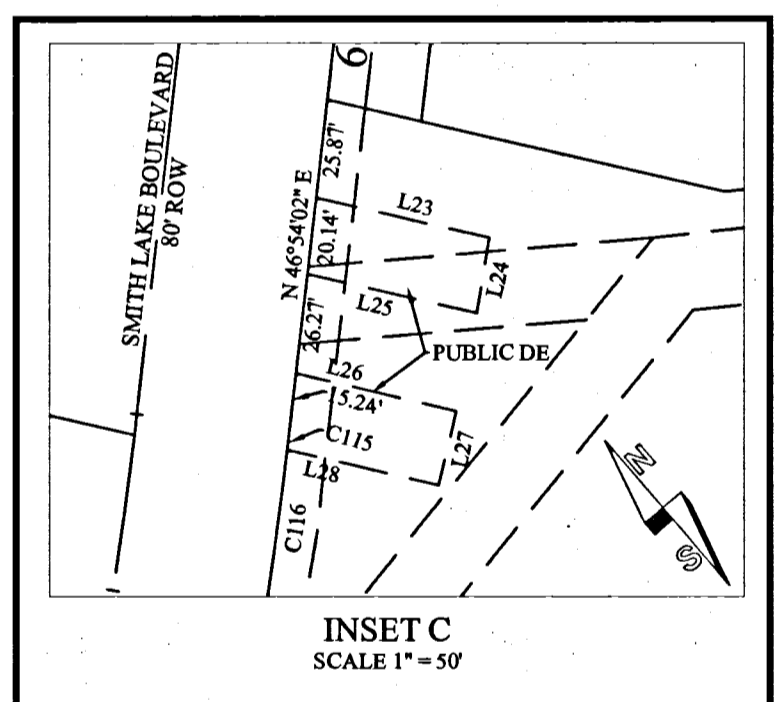 SMITH LAKE BOULEVARD
80' ROW
6
N 46°54'02" E
25.87'
20.14'
26.27'
L23
L24
L25
PUBLIC DE
L26
15.24'
C115
L27
L28
C116
N
S
INSET C
SCALE 1" = 50'